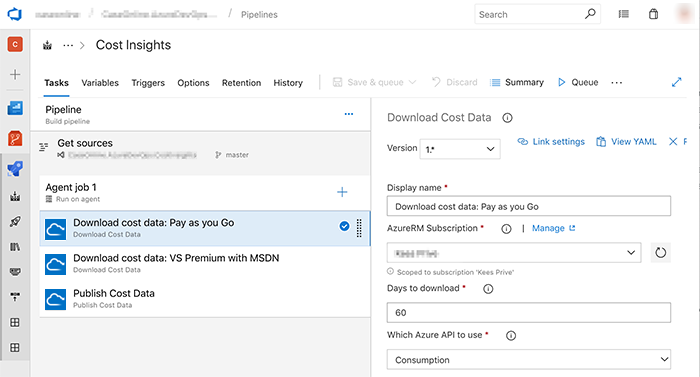 / / Pipelines
Search
C
Cost Insights
Tasks Variables Triggers Options Retention History Save & queue Discard Summary Queue ...
Pipeline
Build pipeline
Get sources
master
Agent job 1
Run on agent
Download cost data: Pay as you Go
Download Cost Data
Download cost data: VS Premium with MSDN
Download Cost Data
Publish Cost Data
Publish Cost Data
Download Cost Data
Version 1.* Link settings View YAML
Display name *
Download cost data: Pay as you Go
AzureRM Subscription * | Manage
Scoped to subscription 'Kees Prive'
Days to download *
60
Which Azure API to use *
Consumption